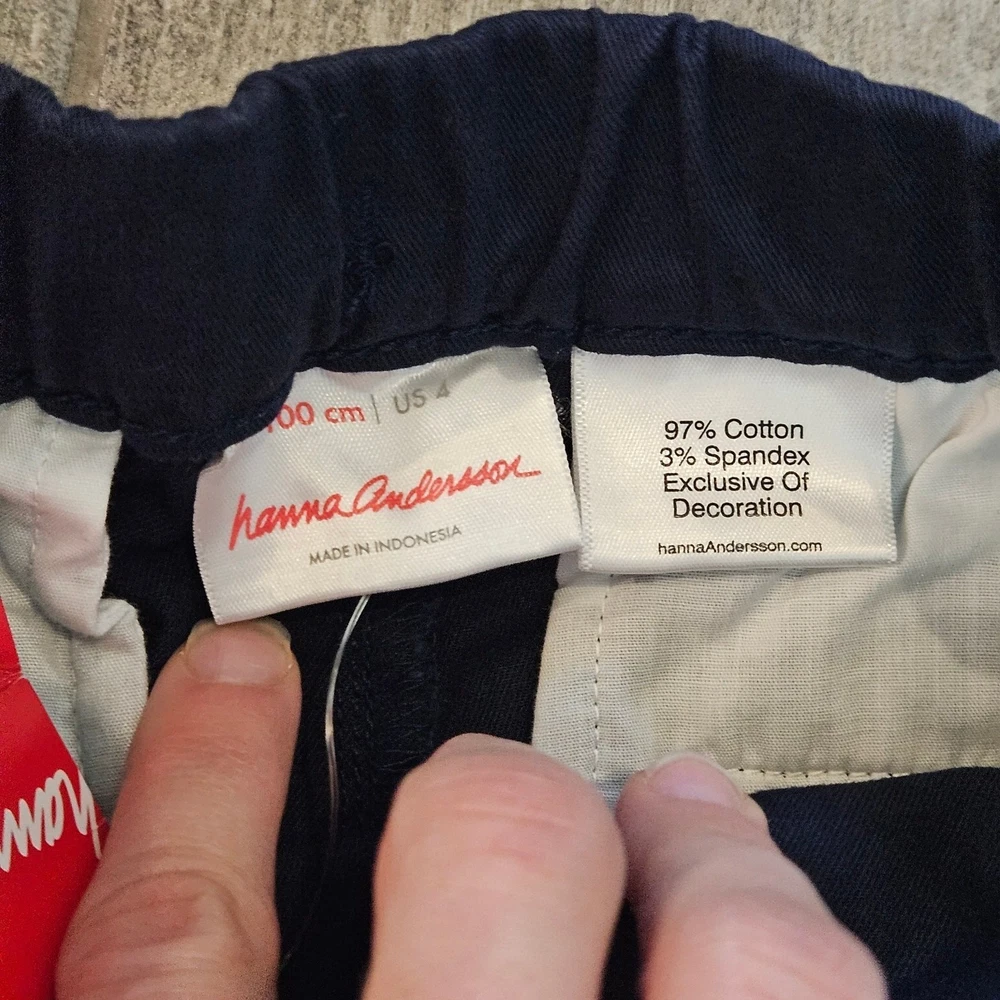 100 cm | US 4
hanna Andersson
MADE IN INDONESIA
97% Cotton
3% Spandex
Exclusive Of
Decoration
hannaAndersson.com